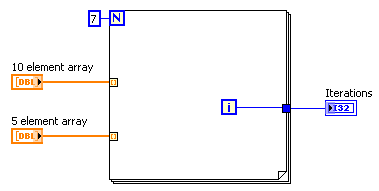 7 N
10 element array
[DBL]
i
Iterations
I32
5 element array
[DBL]